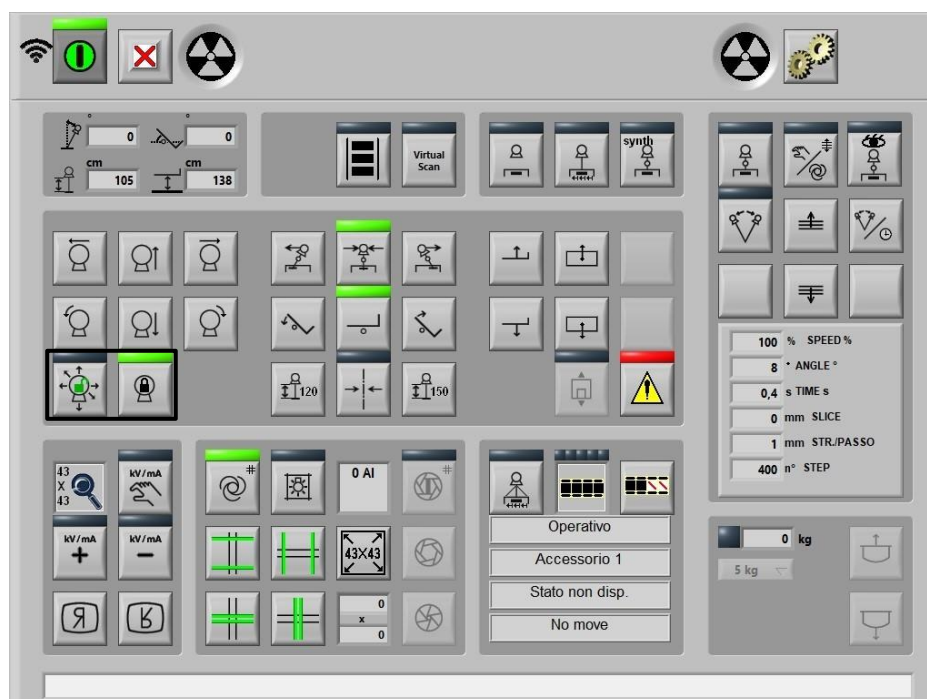 ° °
0 0
cm cm
105 138
Virtual
Scan
synth
120
150
100 % SPEED %
8 ° ANGLE °
0,4 s TIME s
0 mm SLICE
1 mm STR./PASSO
400 n° STEP
43
X
43
kV/mA
kV/mA
+
kV/mA
−
R
R
#
0 Al
#
43X43
0
x
0
Operativo
Accessorio 1
Stato non disp.
No move
0 kg
5 kg